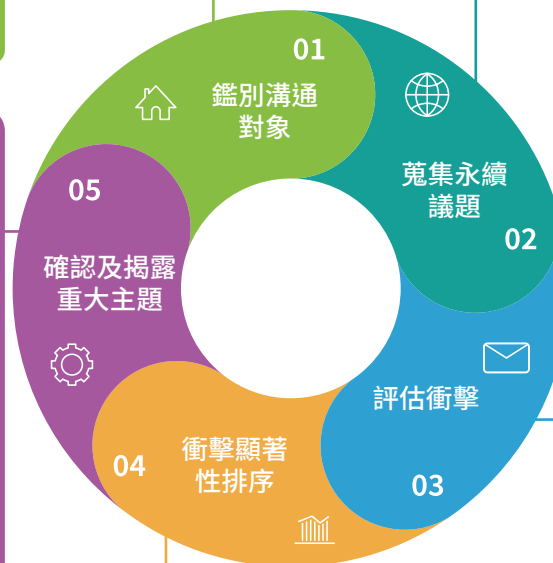 01
鑑別溝通
對象
蒐集永續
議題
02
評估衝擊
03
04
衝擊顯著
性排序
05
確認及揭露
重大主題